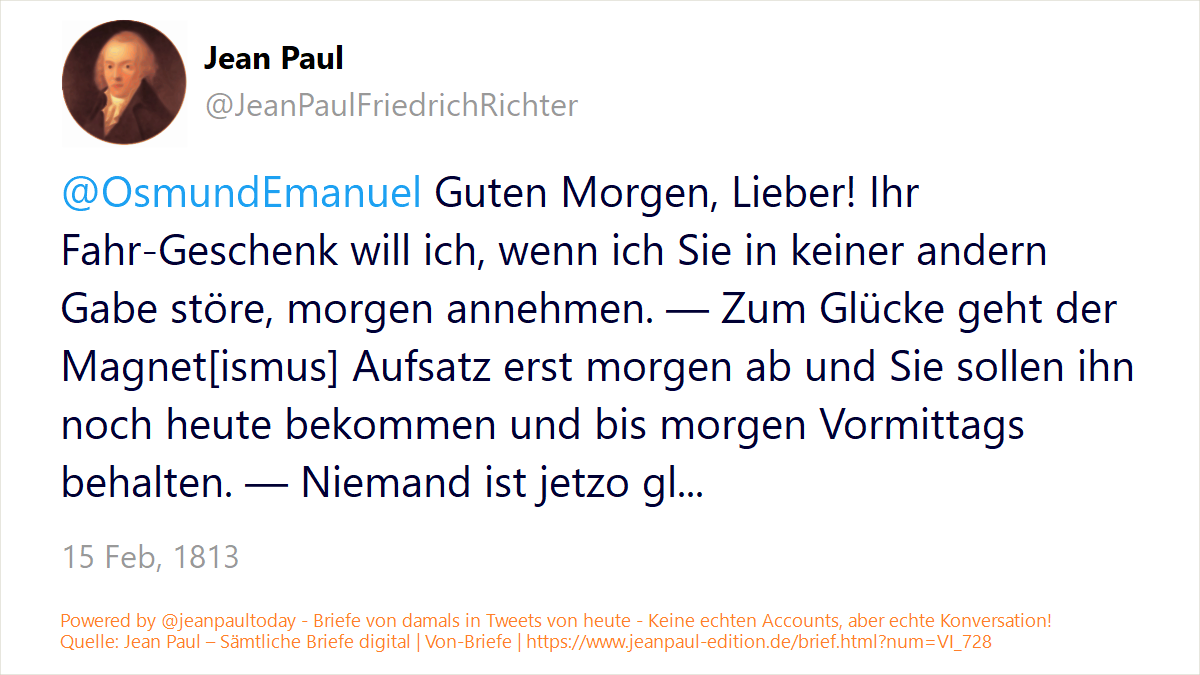 Jean Paul
@JeanPaulFriedrichRichter
@OsmundEmanuel Guten Morgen, Lieber! Ihr
Fahr-Geschenk will ich, wenn ich Sie in keiner andern
Gabe störe, morgen annehmen. — Zum Glücke geht der
Magnet[ismus] Aufsatz erst morgen ab und Sie sollen ihn
noch heute bekommen und bis morgen Vormittags
behalten. — Niemand ist jetzo gl...
15 Feb, 1813
Powered by @jeanpaultoday - Briefe von damals in Tweets von heute - Keine echten Accounts, aber echte Konversation!
Quelle: Jean Paul – Sämtliche Briefe digital | Von-Briefe | https://www.jeanpaul-edition.de/brief.html?num=VI_728